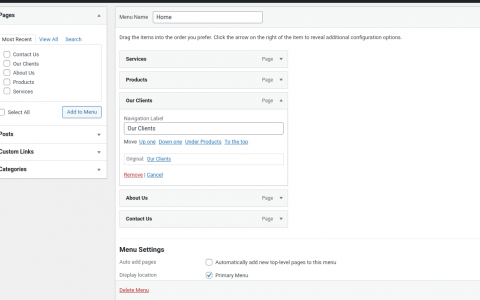 Pages
Most Recent View All Search
Contact Us
Our Clients
About Us
Products
Services
Select All Add to Menu
Posts
Custom Links
Categories
Menu Name Home
Drag the items into the order you prefer. Click the arrow on the right of the item to reveal additional configuration options.
Services Page
Products Page
Our Clients Page
Navigation Label
Our Clients
Move Up one Down one Under Products To the top
Original: Our Clients
Remove | Cancel
About Us Page
Contact Us Page
Menu Settings
Auto add pages Automatically add new top-level pages to this menu
Display location Primary Menu
Delete Menu